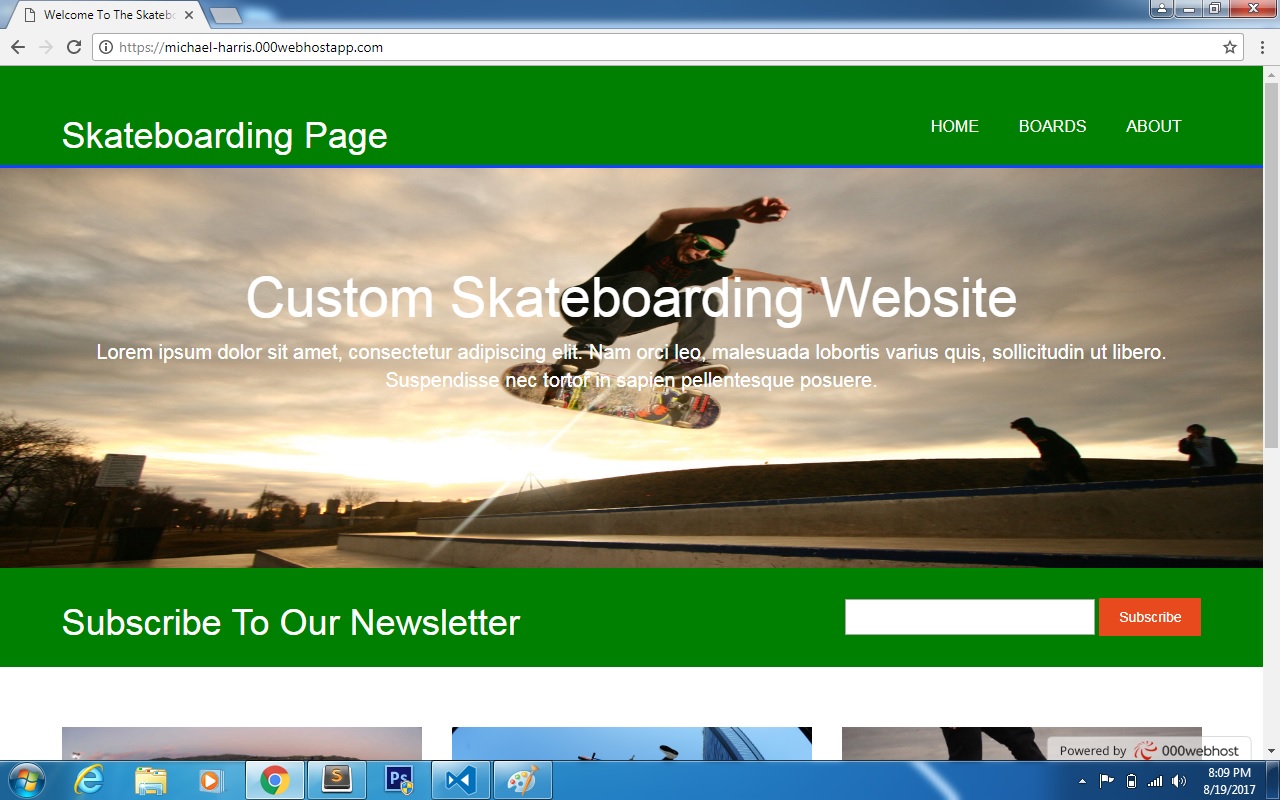 Welcome To The Skateb
https://michael-harris.000webhostapp.com
Skateboarding Page
HOME
BOARDS
ABOUT
Custom Skateboarding Website
Lorem ipsum dolor sit amet, consectetur adipiscing elit. Nam orci leo, malesuada lobortis varius quis, sollicitudin ut libero.
Suspendisse nec tortor in sapien pellentesque posuere.
Subscribe To Our Newsletter
Subscribe
Powered by 000webhost
S
Ps
8:09 PM
8/19/2017